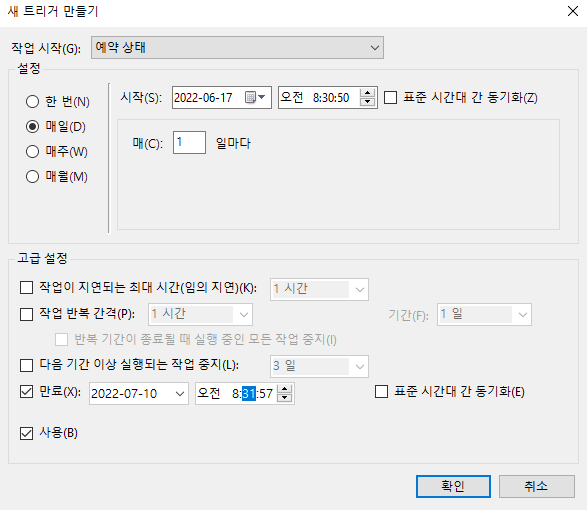 새 트리거 만들기
작업 시작(G): 예약 상태
설정
한 번(N)
매일(D)
매주(W)
매월(M)
시작(S): 2022-06-17 오전 8:30:50 표준 시간대 간 동기화(Z)
매(C): 1 일마다
고급 설정
작업이 지연되는 최대 시간(임의 지연)(K): 1 시간
작업 반복 간격(P): 1 시간 기간(F): 1 일
반복 기간이 종료될 때 실행 중인 모든 작업 중지(I)
다음 기간 이상 실행되는 작업 중지(L): 3 일
만료(X): 2022-07-10 오전 8:31:57 표준 시간대 간 동기화(E)
사용(B)
확인 취소